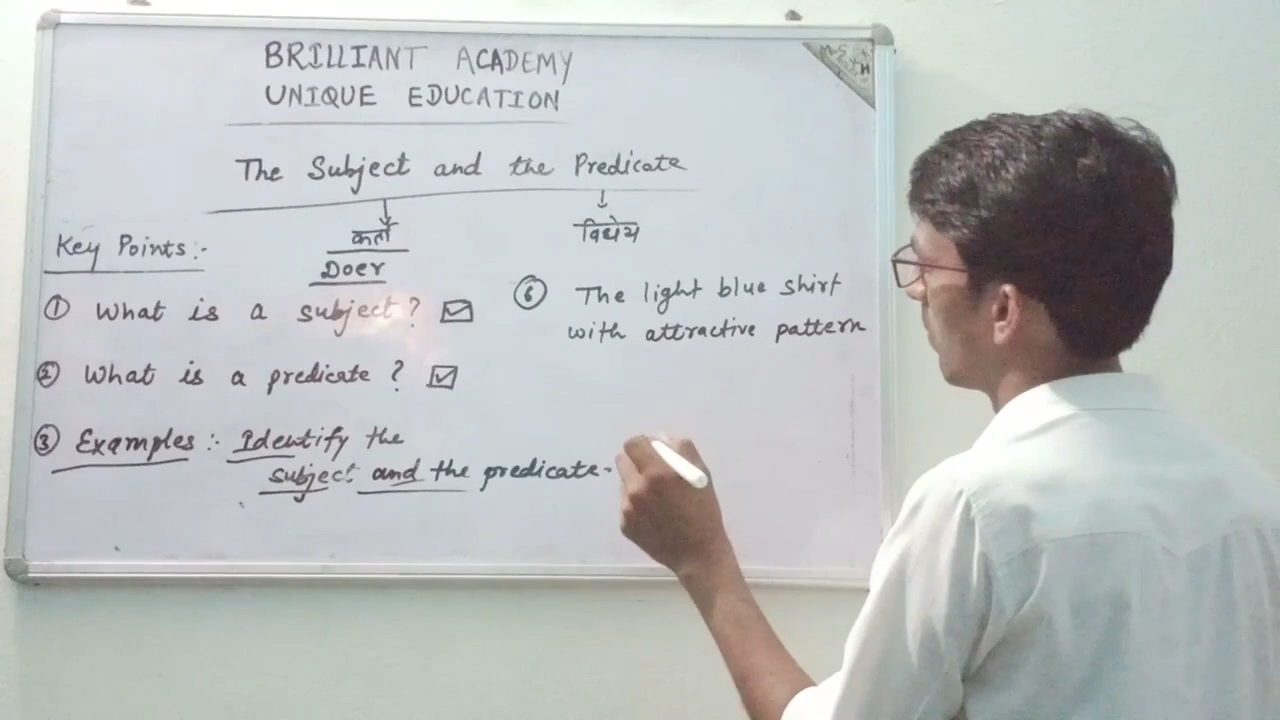 BRILLIANT ACADEMY
UNIQUE EDUCATION
The Subject and the Predicate
कर्ता
विधेय
Doer
Key Points :-
① What is a subject ?
② What is a predicate ?
③ Examples :- Identify the
subject and the predicate.
⑥ The light blue shirt
with attractive pattern